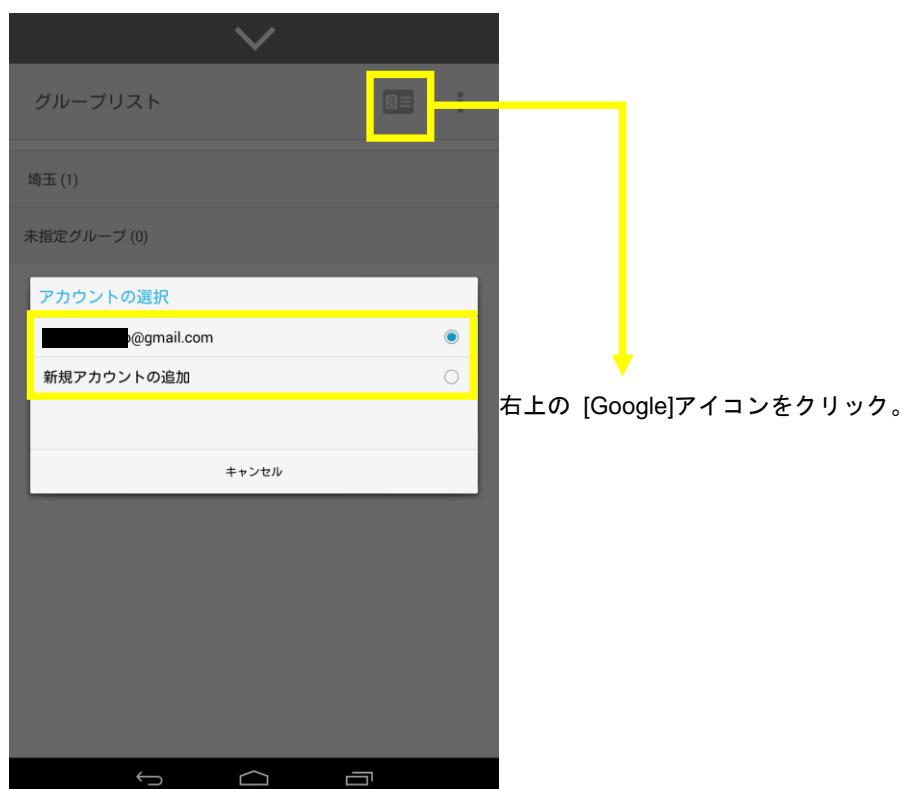 グループリスト
埼玉 (1)
未指定グループ (0)
アカウントの選択
@gmail.com
新規アカウントの追加
右上の [Google]アイコンをクリック。
キャンセル